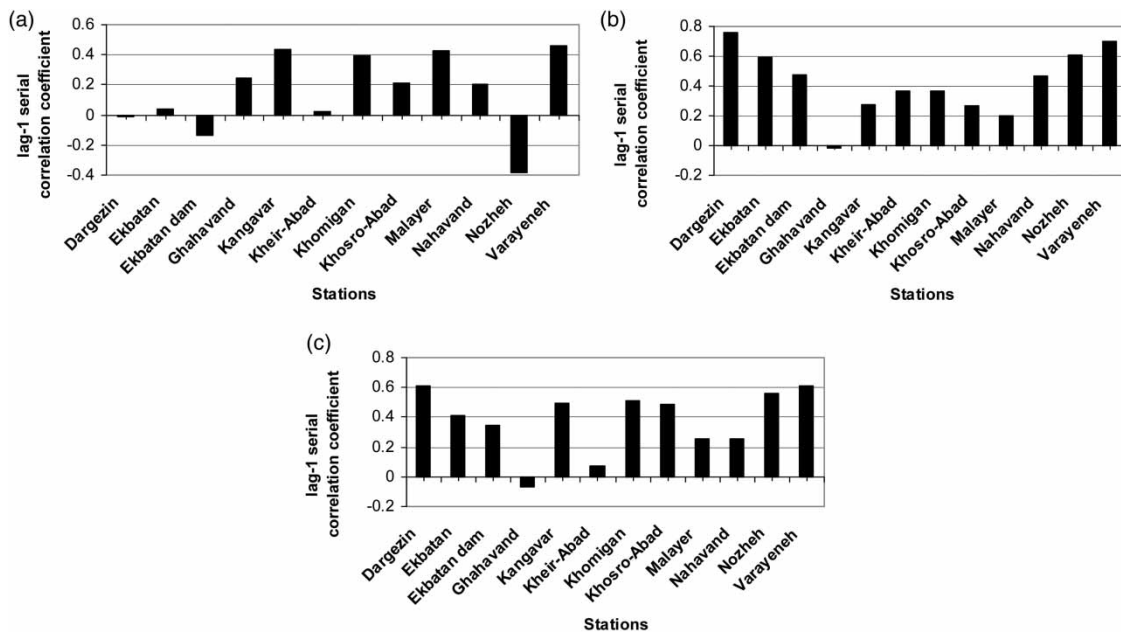 (a)
lag-1 serial
correlation coefficient
0.6
0.4
0.2
0
-0.2
-0.4
Dargezin
Ekbatan
Ekbatan dam
Ghahavand
Kangavar
Kheir-Abad
Khomigan
Khosro-Abad
Malayer
Nahavand
Nozheh
Varayeneh
Stations
(b)
lag-1 serial
correlation coefficient
0.8
0.6
0.4
0.2
0
-0.2
Dargezin
Ekbatan
Ekbatan dam
Ghahavand
Kangavar
Kheir-Abad
Khomigan
Khosro-Abad
Malayer
Nahavand
Nozheh
Varayeneh
Stations
(c)
lag-1 serial
correlation coefficient
0.8
0.6
0.4
0.2
0
-0.2
Dargezin
Ekbatan
Ekbatan dam
Ghahavand
Kangavar
Kheir-Abad
Khomigan
Khosro-Abad
Malayer
Nahavand
Nozheh
Varayeneh
Stations